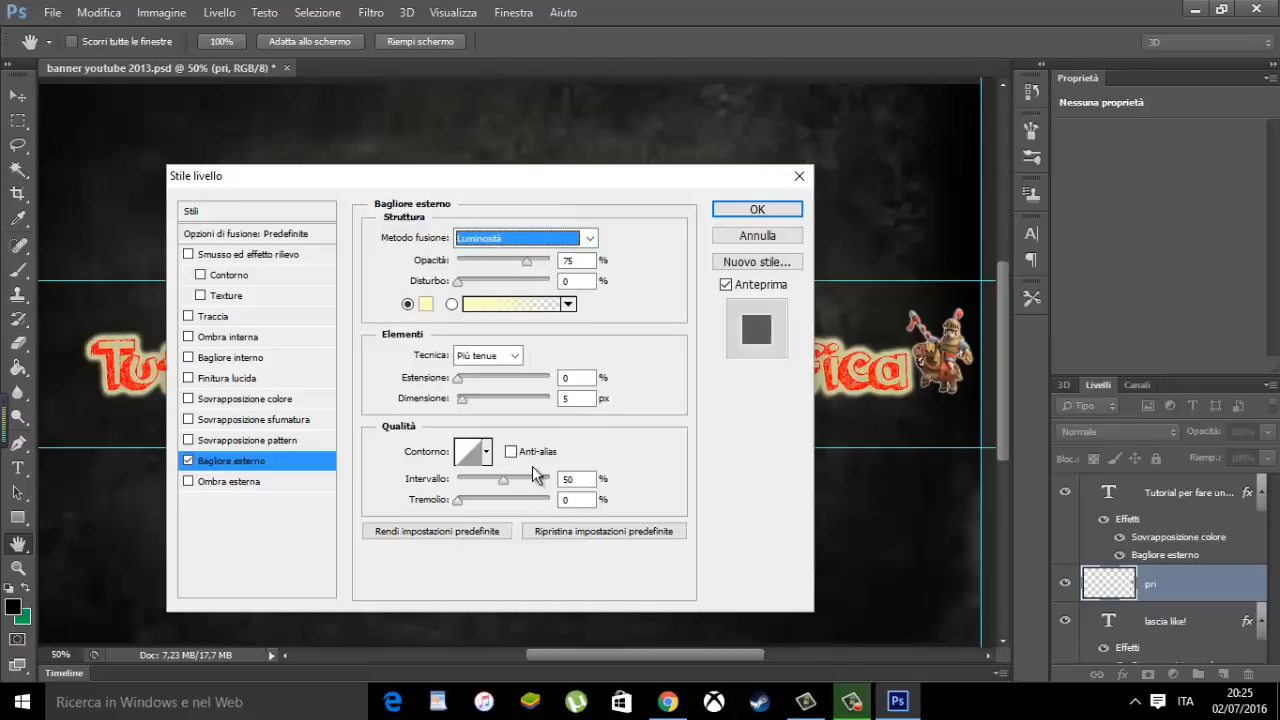 Ps File Modifica Immagine Livello Testo Selezione Filtro 3D Visualizza Finestra Aiuto
Scorri tutte le finestre 100% Adatta allo schermo Riempi schermo 3D
banner youtube 2013.psd @ 50% (pri, RGB/8) *
Proprietà
Nessuna proprietà
Stile livello
Stili
Opzioni di fusione: Predefinite
Smusso ed effetto rilievo
Contorno
Texture
Traccia
Ombra interna
Bagliore interno
Finitura lucida
Sovrapposizione colore
Sovrapposizione sfumatura
Sovrapposizione pattern
Bagliore esterno
Ombra esterna
Bagliore esterno
Struttura
Metodo fusione: Luminosità
Opacità: 75 %
Disturbo: 0 %
Elementi
Tecnica: Più tenue
Estensione: 0 %
Dimensione: 5 px
Qualità
Contorno: Anti-alias
Intervallo: 50 %
Tremolio: 0 %
Rendi impostazioni predefinite Ripristina impostazioni predefinite
OK
Annulla
Nuovo stile...
Anteprima
3D Livelli Canali
Tipo
Normale Opacità: 100%
Bloc.: Riemp.: 100%
Tutorial per fare un... fx
Effetti
Sovrapposizione colore
Bagliore esterno
pri
lascia like! fx
Effetti
50% Doc: 7,23 MB/17,7 MB
Timeline
Ricerca in Windows e nel Web
Ps
ITA
20:25
02/07/2016